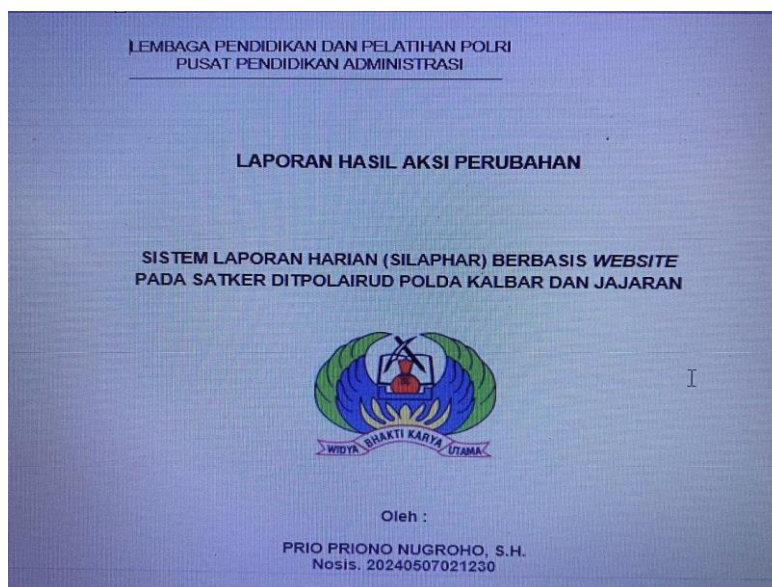 LEMBAGA PENDIDIKAN DAN PELATIHAN POLRI
PUSAT PENDIDIKAN ADMINISTRASI
LAPORAN HASIL AKSI PERUBAHAN
SISTEM LAPORAN HARIAN (SILAPHAR) BERBASIS WEBSITE
PADA SATKER DITPOLAIRUD POLDA KALBAR DAN JAJARAN
WIDYA BHAKTI KARYA UTAMA
Oleh :
PRIO PRIONO NUGROHO, S.H.
Nosis. 20240507021230